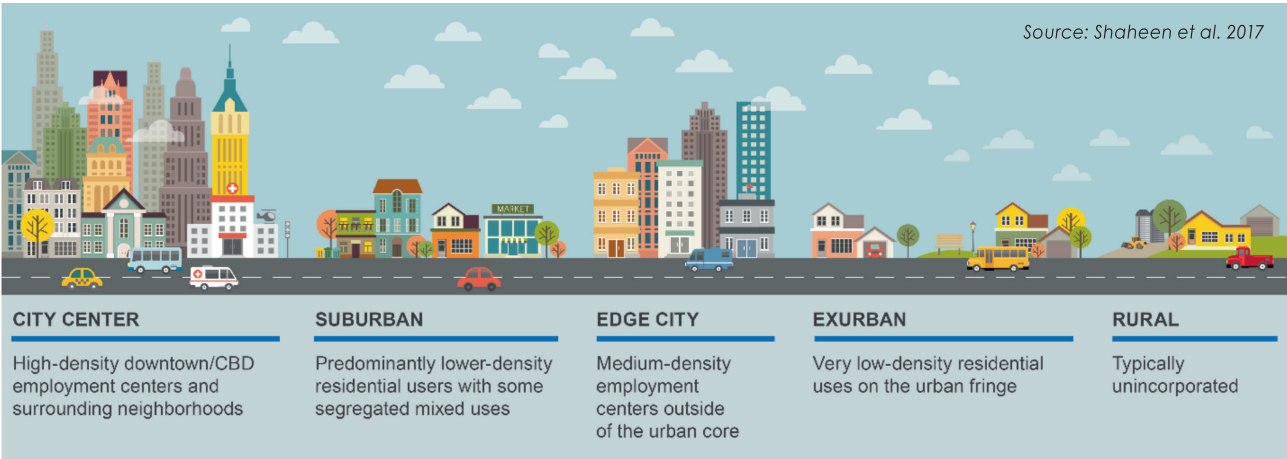 Source: Shaheen et al. 2017
MARKET
CITY CENTER
High-density downtown/CBD
employment centers and
surrounding neighborhoods
SUBURBAN
Predominantly lower-density
residential users with some
segregated mixed uses
EDGE CITY
Medium-density
employment
centers outside
of the urban core
EXURBAN
Very low-density residential
uses on the urban fringe
RURAL
Typically
unincorporated